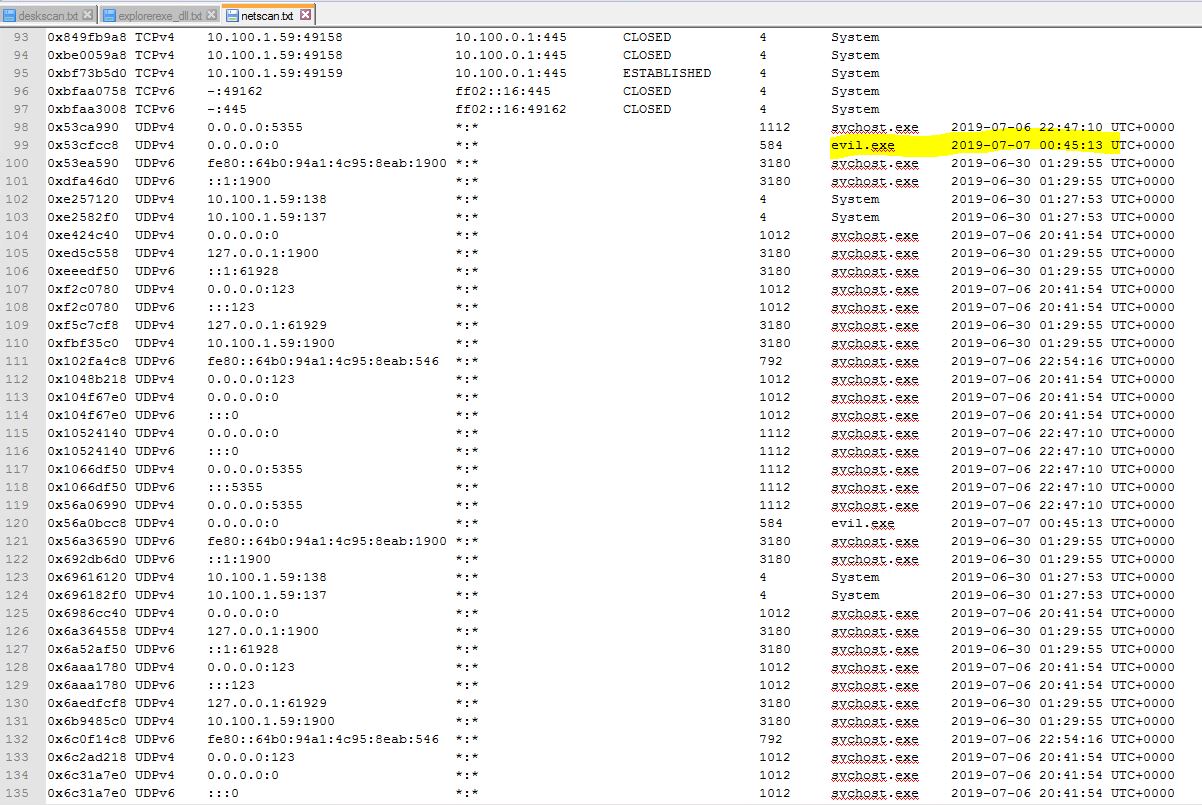 deskscan.txt explorerexe_dll.txt netscan.txt
93 0x849fb9a8 TCPv4 10.100.1.59:49158 10.100.0.1:445 CLOSED 4 System
94 0xbe0059a8 TCPv4 10.100.1.59:49158 10.100.0.1:445 CLOSED 4 System
95 0xbf73b5d0 TCPv4 10.100.1.59:49159 10.100.0.1:445 ESTABLISHED 4 System
96 0xbfaa0758 TCPv6 -:49162 ff02::16:445 CLOSED 4 System
97 0xbfaa3008 TCPv6 -:445 ff02::16:49162 CLOSED 4 System
98 0x53ca990 UDPv4 0.0.0.0:5355 *:* 1112 svchost.exe 2019-07-06 22:47:10 UTC+0000
99 0x53cfcc8 UDPv4 0.0.0.0:0 *:* 584 evil.exe 2019-07-07 00:45:13 UTC+0000
100 0x53ea590 UDPv6 fe80::64b0:94a1:4c95:8eab:1900 *:* 3180 svchost.exe 2019-06-30 01:29:55 UTC+0000
101 0xdfa46d0 UDPv6 ::1:1900 *:* 3180 svchost.exe 2019-06-30 01:29:55 UTC+0000
102 0xe257120 UDPv4 10.100.1.59:138 *:* 4 System 2019-06-30 01:27:53 UTC+0000
103 0xe2582f0 UDPv4 10.100.1.59:137 *:* 4 System 2019-06-30 01:27:53 UTC+0000
104 0xe424c40 UDPv4 0.0.0.0:0 *:* 1012 svchost.exe 2019-07-06 20:41:54 UTC+0000
105 0xed5c558 UDPv4 127.0.0.1:1900 *:* 3180 svchost.exe 2019-06-30 01:29:55 UTC+0000
106 0xeeedf50 UDPv6 ::1:61928 *:* 3180 svchost.exe 2019-06-30 01:29:55 UTC+0000
107 0xf2c0780 UDPv4 0.0.0.0:123 *:* 1012 svchost.exe 2019-07-06 20:41:54 UTC+0000
108 0xf2c0780 UDPv6 :::123 *:* 1012 svchost.exe 2019-07-06 20:41:54 UTC+0000
109 0xf5c7cf8 UDPv4 127.0.0.1:61929 *:* 3180 svchost.exe 2019-06-30 01:29:55 UTC+0000
110 0xfbf35c0 UDPv4 10.100.1.59:1900 *:* 3180 svchost.exe 2019-06-30 01:29:55 UTC+0000
111 0x102fa4c8 UDPv6 fe80::64b0:94a1:4c95:8eab:546 *:* 792 svchost.exe 2019-07-06 22:54:16 UTC+0000
112 0x1048b218 UDPv4 0.0.0.0:123 *:* 1012 svchost.exe 2019-07-06 20:41:54 UTC+0000
113 0x104f67e0 UDPv4 0.0.0.0:0 *:* 1012 svchost.exe 2019-07-06 20:41:54 UTC+0000
114 0x104f67e0 UDPv6 :::0 *:* 1012 svchost.exe 2019-07-06 20:41:54 UTC+0000
115 0x10524140 UDPv4 0.0.0.0:0 *:* 1112 svchost.exe 2019-07-06 22:47:10 UTC+0000
116 0x10524140 UDPv6 :::0 *:* 1112 svchost.exe 2019-07-06 22:47:10 UTC+0000
117 0x1066df50 UDPv4 0.0.0.0:5355 *:* 1112 svchost.exe 2019-07-06 22:47:10 UTC+0000
118 0x1066df50 UDPv6 :::5355 *:* 1112 svchost.exe 2019-07-06 22:47:10 UTC+0000
119 0x56a06990 UDPv4 0.0.0.0:5355 *:* 1112 svchost.exe 2019-07-06 22:47:10 UTC+0000
120 0x56a0bcc8 UDPv4 0.0.0.0:0 *:* 584 evil.exe 2019-07-07 00:45:13 UTC+0000
121 0x56a36590 UDPv6 fe80::64b0:94a1:4c95:8eab:1900 *:* 3180 svchost.exe 2019-06-30 01:29:55 UTC+0000
122 0x692db6d0 UDPv6 ::1:1900 *:* 3180 svchost.exe 2019-06-30 01:29:55 UTC+0000
123 0x69616120 UDPv4 10.100.1.59:138 *:* 4 System 2019-06-30 01:27:53 UTC+0000
124 0x696182f0 UDPv4 10.100.1.59:137 *:* 4 System 2019-06-30 01:27:53 UTC+0000
125 0x6986cc40 UDPv4 0.0.0.0:0 *:* 1012 svchost.exe 2019-07-06 20:41:54 UTC+0000
126 0x6a364558 UDPv4 127.0.0.1:1900 *:* 3180 svchost.exe 2019-06-30 01:29:55 UTC+0000
127 0x6a52af50 UDPv6 ::1:61928 *:* 3180 svchost.exe 2019-06-30 01:29:55 UTC+0000
128 0x6aaa1780 UDPv4 0.0.0.0:123 *:* 1012 svchost.exe 2019-07-06 20:41:54 UTC+0000
129 0x6aaa1780 UDPv6 :::123 *:* 1012 svchost.exe 2019-07-06 20:41:54 UTC+0000
130 0x6aedfcf8 UDPv4 127.0.0.1:61929 *:* 3180 svchost.exe 2019-06-30 01:29:55 UTC+0000
131 0x6b9485c0 UDPv4 10.100.1.59:1900 *:* 3180 svchost.exe 2019-06-30 01:29:55 UTC+0000
132 0x6c0f14c8 UDPv6 fe80::64b0:94a1:4c95:8eab:546 *:* 792 svchost.exe 2019-07-06 22:54:16 UTC+0000
133 0x6c2ad218 UDPv4 0.0.0.0:123 *:* 1012 svchost.exe 2019-07-06 20:41:54 UTC+0000
134 0x6c31a7e0 UDPv4 0.0.0.0:0 *:* 1012 svchost.exe 2019-07-06 20:41:54 UTC+0000
135 0x6c31a7e0 UDPv6 :::0 *:* 1012 svchost.exe 2019-07-06 20:41:54 UTC+0000